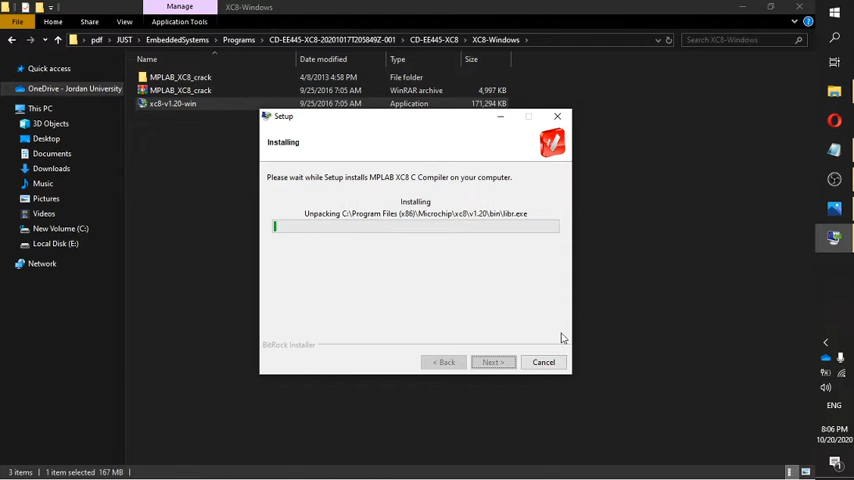 Manage
XC8-Windows
File
Home
Share
View
Application Tools
pdf
JUST
EmbeddedSystems
Programs
CD-EE445-XC8-20201017T205849Z-001
CD-EE445-XC8
XC8-Windows
Search XC8-Windows
Name
Date modified
Type
Size
Quick access
OneDrive - Jordan University
This PC
3D Objects
Desktop
Documents
Downloads
Music
Pictures
Videos
New Volume (C:)
Local Disk (E:)
Network
MPLAB_XC8_crack 4/8/2013 4:58 PM File folder
MPLAB_XC8_crack 9/25/2016 7:05 AM WinRAR archive 4,997 KB
xc8-v1.20-win 9/25/2016 7:05 AM Application 171,294 KB
Setup
Installing
Please wait while Setup installs MPLAB XC8 C Compiler on your computer.
Installing
Unpacking C:\Program Files (x86)\Microchip\xc8\v1.20\bin\libr.exe
BitRock Installer
< Back
Next >
Cancel
ENG
8:06 PM
10/20/2020
3 items
1 item selected 167 MB